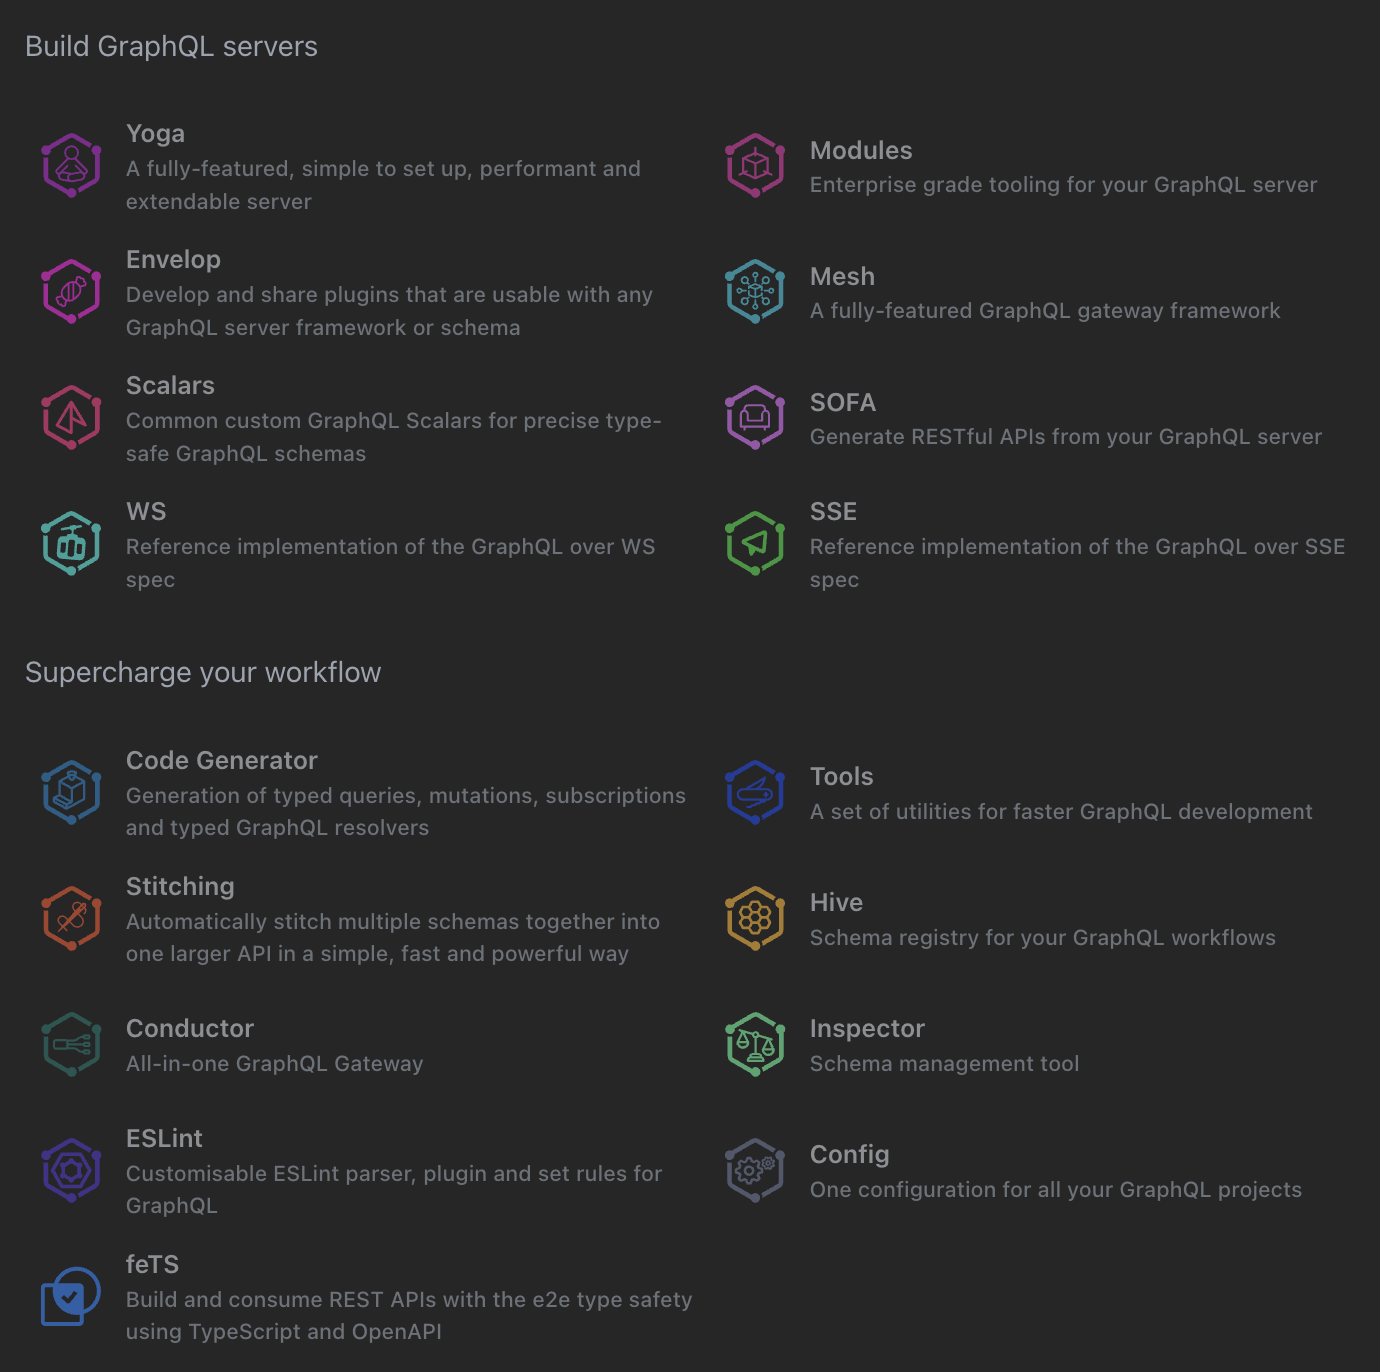 Build GraphQL servers
Yoga
A fully-featured, simple to set up, performant and
extendable server
Modules
Enterprise grade tooling for your GraphQL server
Envelop
Develop and share plugins that are usable with any
GraphQL server framework or schema
Mesh
A fully-featured GraphQL gateway framework
Scalars
Common custom GraphQL Scalars for precise type-
safe GraphQL schemas
SOFA
Generate RESTful APIs from your GraphQL server
WS
Reference implementation of the GraphQL over WS
spec
SSE
Reference implementation of the GraphQL over SSE
spec
Supercharge your workflow
Code Generator
Generation of typed queries, mutations, subscriptions
and typed GraphQL resolvers
Tools
A set of utilities for faster GraphQL development
Stitching
Automatically stitch multiple schemas together into
one larger API in a simple, fast and powerful way
Hive
Schema registry for your GraphQL workflows
Conductor
All-in-one GraphQL Gateway
Inspector
Schema management tool
ESLint
Customisable ESLint parser, plugin and set rules for
GraphQL
Config
One configuration for all your GraphQL projects
feTS
Build and consume REST APIs with the e2e type safety
using TypeScript and OpenAPI